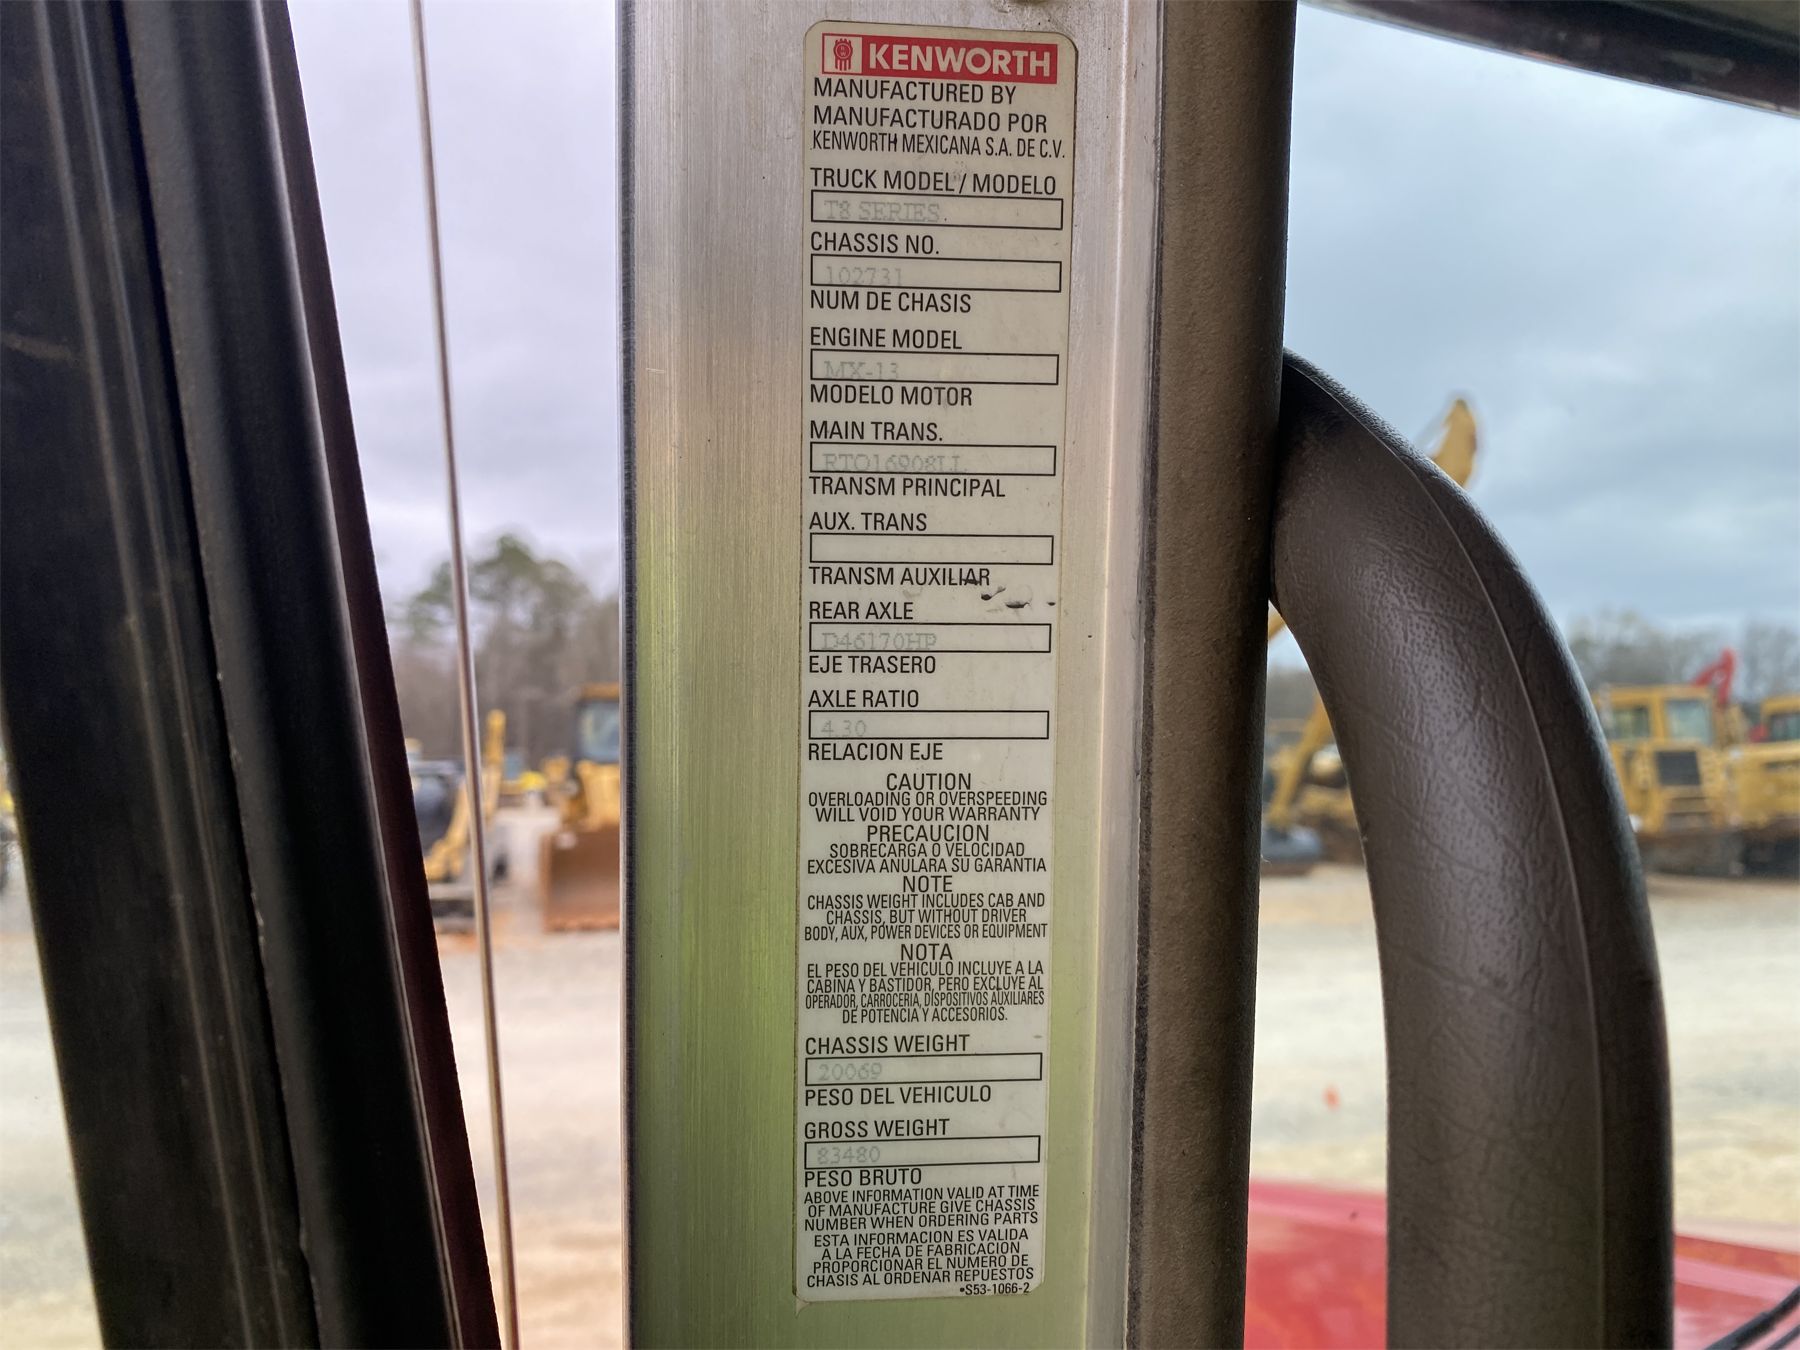 KENWORTH
MANUFACTURED BY
MANUFACTURADO POR
KENWORTH MEXICANA S.A. DE C.V.
TRUCK MODEL / MODELO
T8 SERIES
CHASSIS NO.
102731
NUM DE CHASIS
ENGINE MODEL
MX-13
MODELO MOTOR
MAIN TRANS.
RTO16908LL
TRANSM PRINCIPAL
AUX. TRANS
TRANSM AUXILIAR
REAR AXLE
D46170HP
EJE TRASERO
AXLE RATIO
4.30
RELACION EJE
CAUTION
OVERLOADING OR OVERSPEEDING
WILL VOID YOUR WARRANTY
PRECAUCION
SOBRECARGA O VELOCIDAD
EXCESIVA ANULARA SU GARANTIA
NOTE
CHASSIS WEIGHT INCLUDES CAB AND
CHASSIS, BUT WITHOUT DRIVER
BODY, AUX, POWER DEVICES OR EQUIPMENT
NOTA
EL PESO DEL VEHICULO INCLUYE A LA
CABINA Y BASTIDOR, PERO EXCLUYE AL
OPERADOR, CARROCERIA, DISPOSITIVOS AUXILIARES
DE POTENCIA Y ACCESORIOS.
CHASSIS WEIGHT
20069
PESO DEL VEHICULO
GROSS WEIGHT
83480
PESO BRUTO
ABOVE INFORMATION VALID AT TIME
OF MANUFACTURE GIVE CHASSIS
NUMBER WHEN ORDERING PARTS
ESTA INFORMACION ES VALIDA
A LA FECHA DE FABRICACION
PROPORCIONAR EL NUMERO DE
CHASIS AL ORDENAR REPUESTOS
•S53-1066-2